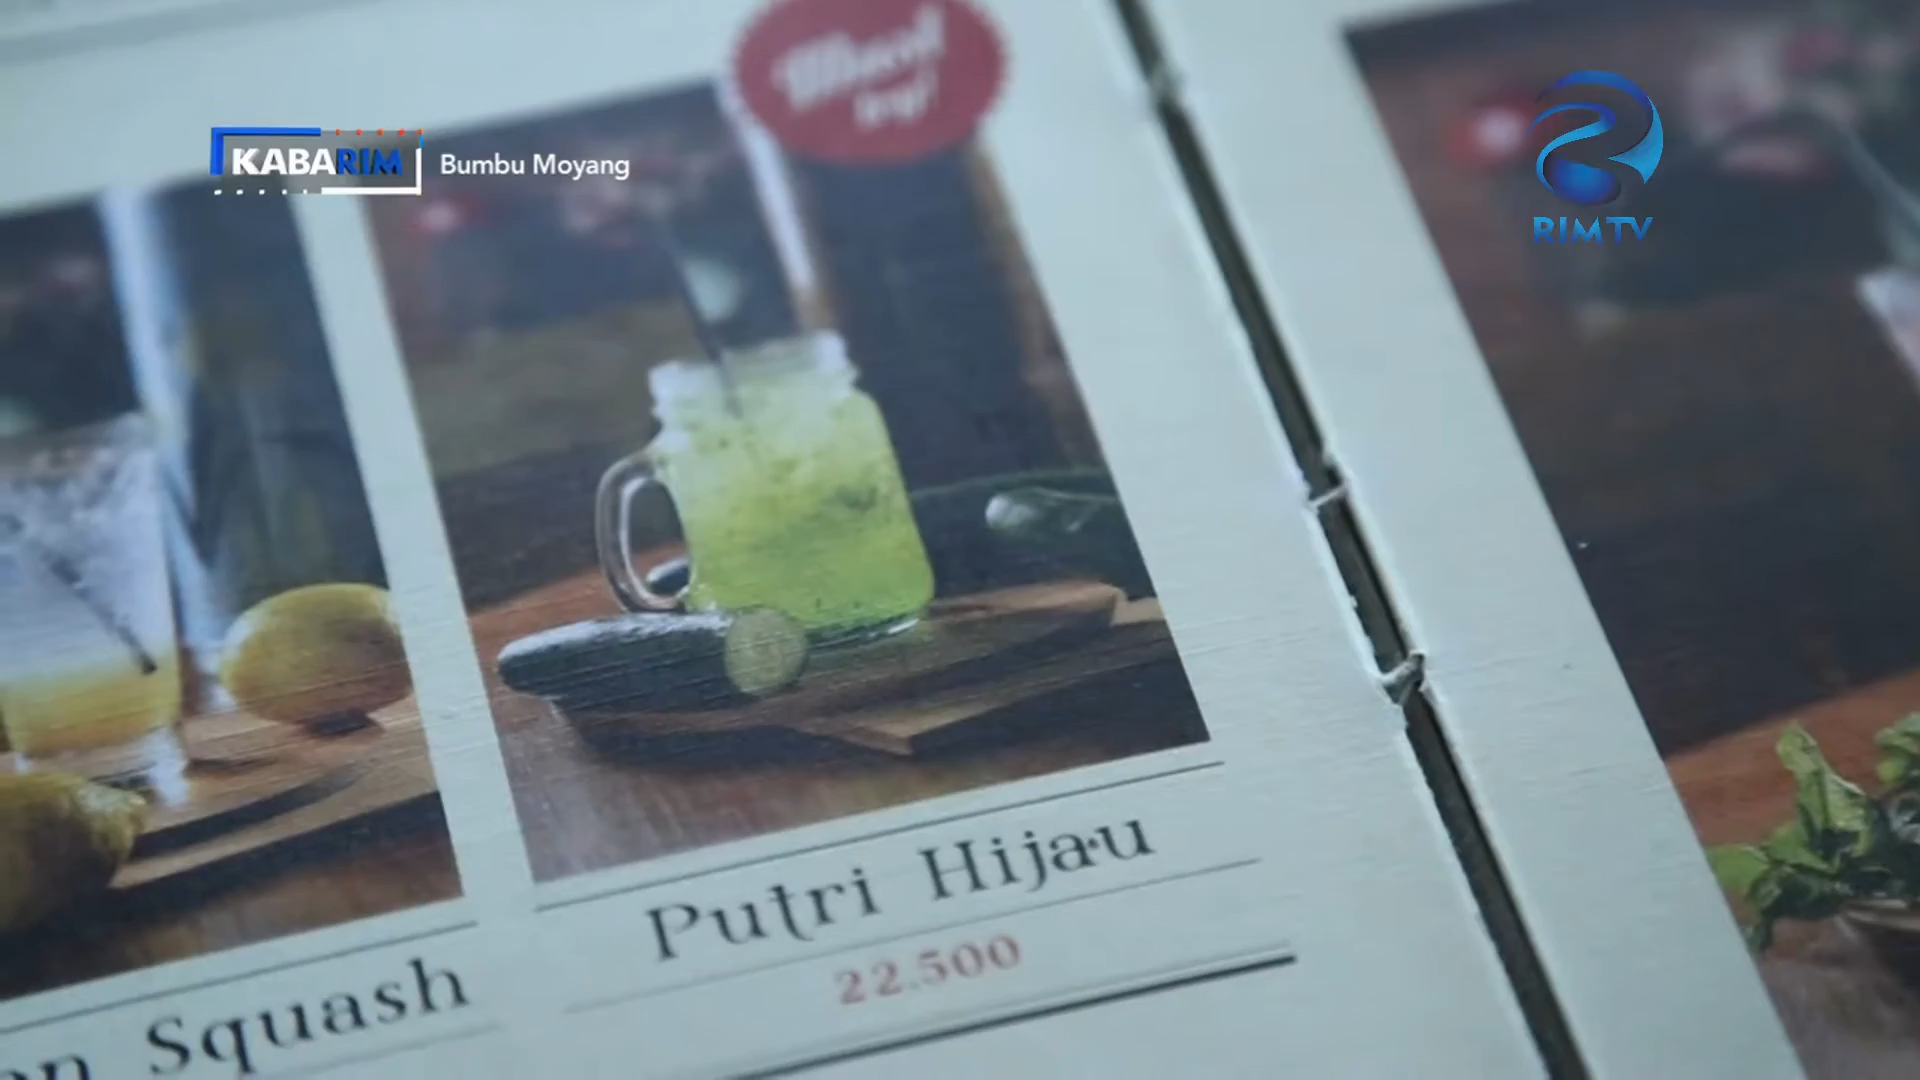 KABARIM
Bumbu Moyang
RIMTV
Putri Hijau
22.500
Squash